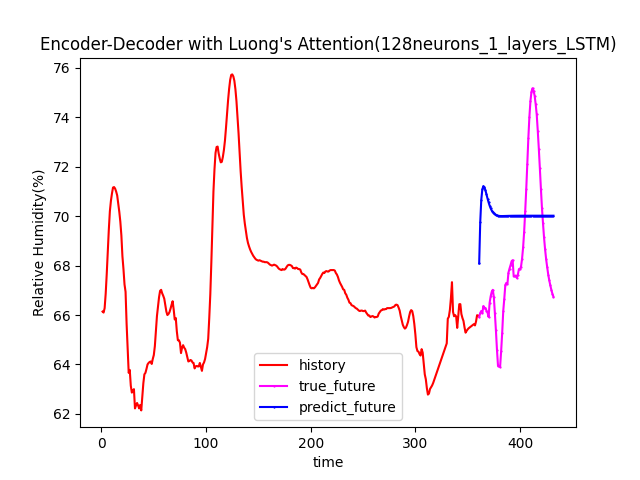 Encoder-Decoder with Luong's Attention(128neurons_1_layers_LSTM)
Relative Humidity(%)
76
74
72
70
68
66
64
62
history
true_future
predict_future
0 100 200 300 400
time